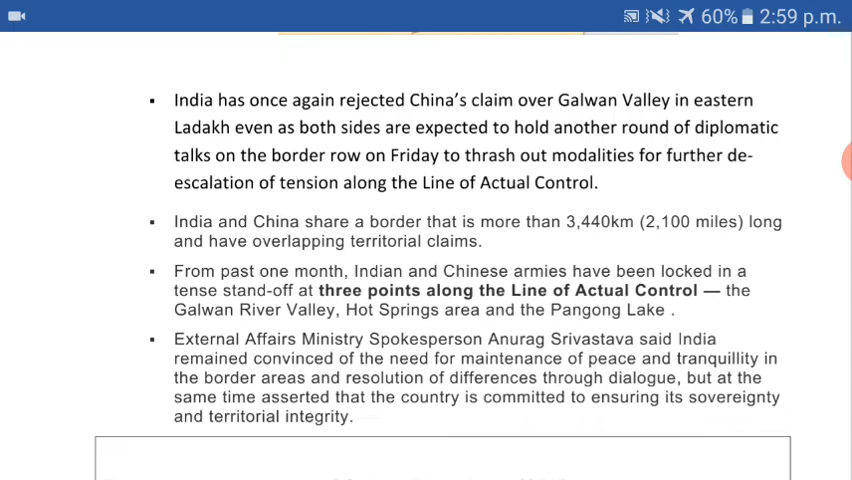 60% 2:59 p.m.
▪ India has once again rejected China's claim over Galwan Valley in eastern
Ladakh even as both sides are expected to hold another round of diplomatic
talks on the border row on Friday to thrash out modalities for further de-
escalation of tension along the Line of Actual Control.
▪ India and China share a border that is more than 3,440km (2,100 miles) long
and have overlapping territorial claims.
▪ From past one month, Indian and Chinese armies have been locked in a
tense stand-off at three points along the Line of Actual Control — the
Galwan River Valley, Hot Springs area and the Pangong Lake .
▪ External Affairs Ministry Spokesperson Anurag Srivastava said India
remained convinced of the need for maintenance of peace and tranquillity in
the border areas and resolution of differences through dialogue, but at the
same time asserted that the country is committed to ensuring its sovereignty
and territorial integrity.